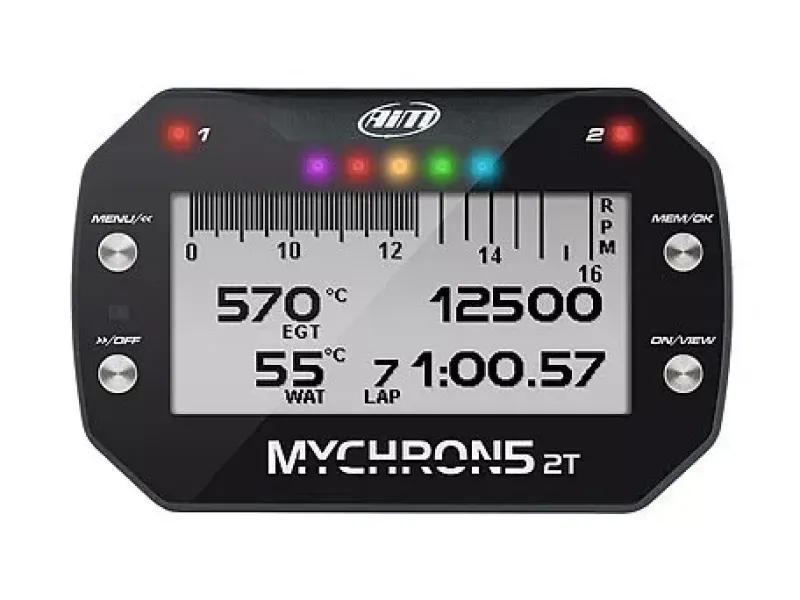 AiM
1
2
MENU/<<
MEM/OK
RPM
0 10 12 14 16
570°C 12500
EGT
>>/OFF
ON/VIEW
55°C 7 1:00.57
WAT LAP
MYCHRON5 2T